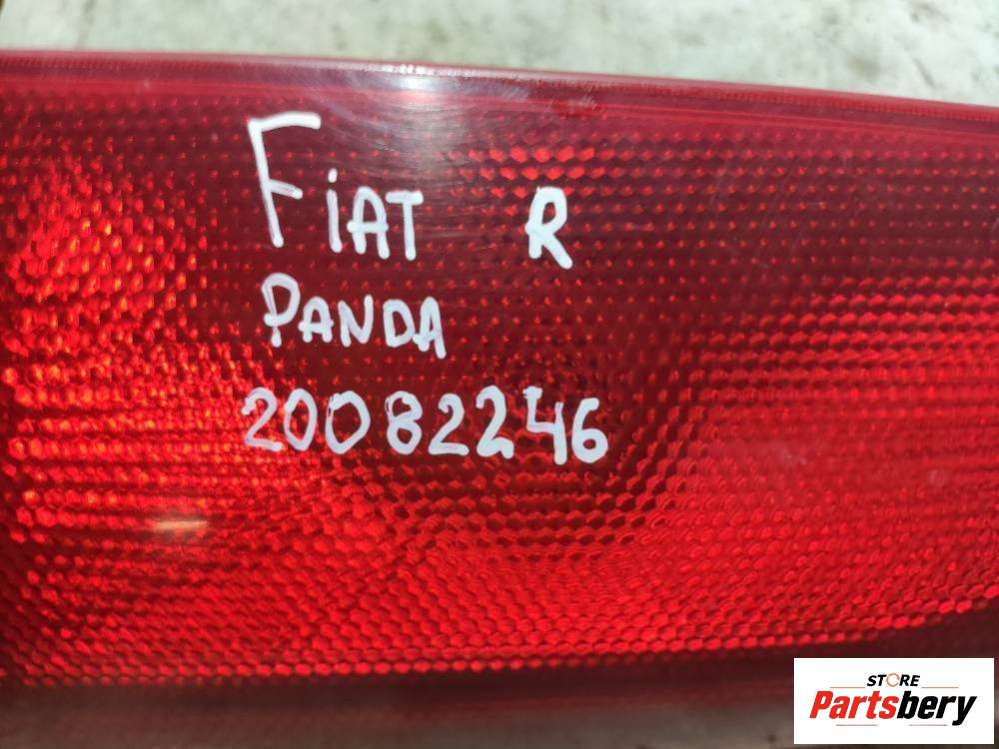 FiAT R
PANDA
20082246
STORE
Partsbery